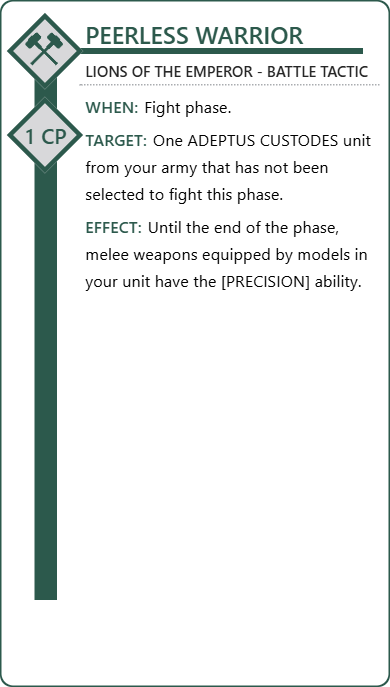 PEERLESS WARRIOR
LIONS OF THE EMPEROR - BATTLE TACTIC
1 CP
WHEN: Fight phase.
TARGET: One ADEPTUS CUSTODES unit
from your army that has not been
selected to fight this phase.
EFFECT: Until the end of the phase,
melee weapons equipped by models in
your unit have the [PRECISION] ability.